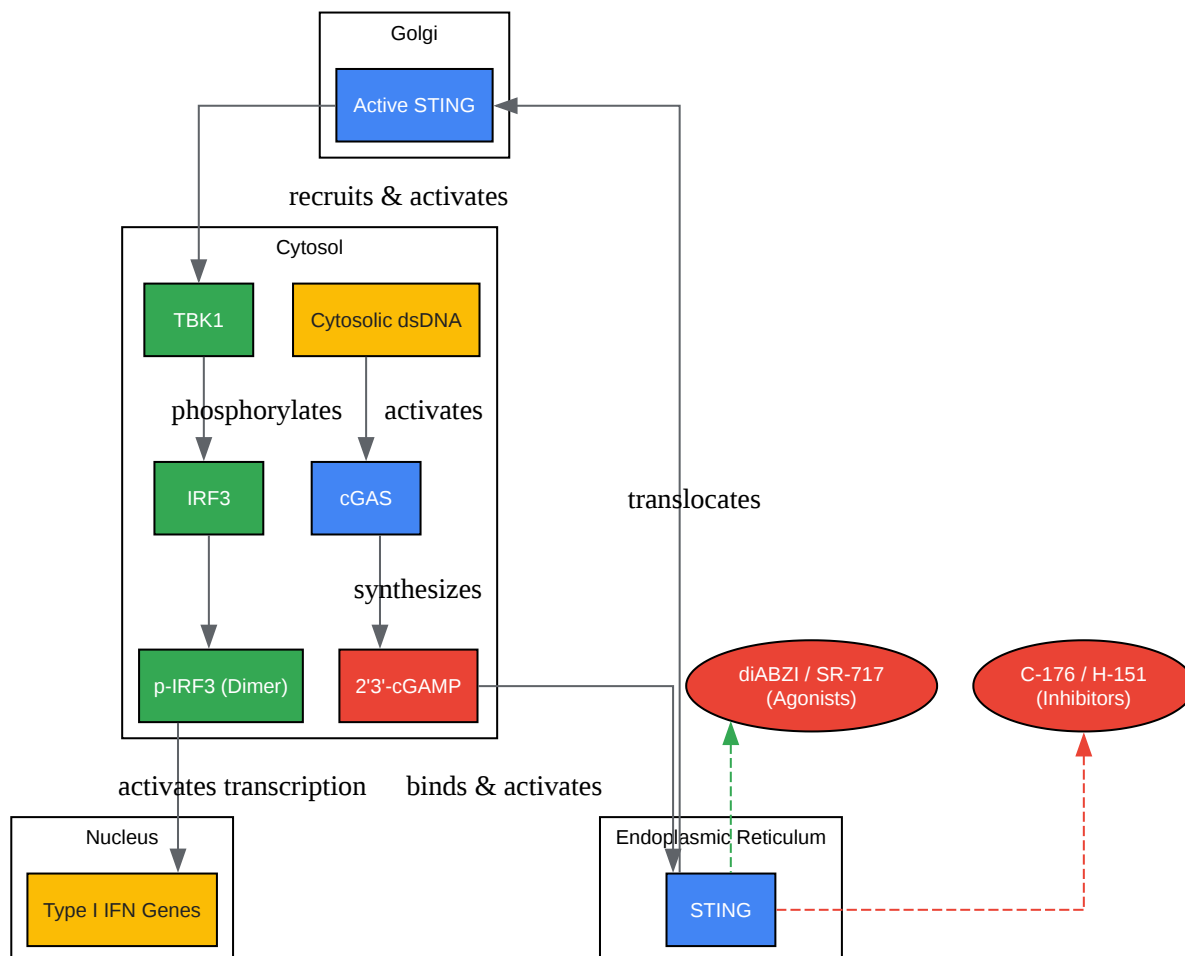 Golgi
Active STING
recruits & activates
Cytosol
TBK1
Cytosolic dsDNA
phosphorylates
activates
IRF3
cGAS
translocates
synthesizes
p-IRF3 (Dimer)
2'3'-cGAMP
diABZI / SR-717
(Agonists)
C-176 / H-151
(Inhibitors)
activates transcription
binds & activates
Nucleus
Endoplasmic Reticulum
Type I IFN Genes
STING